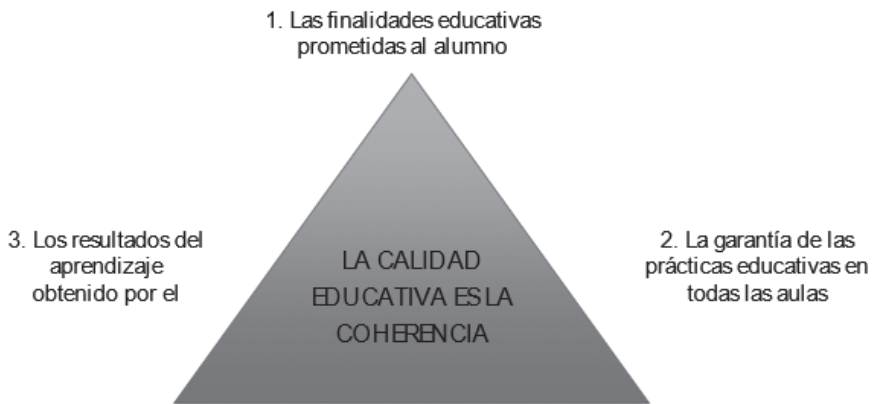 1. Las finalidades educativas
prometidas al alumno
3. Los resultados del
aprendizaje
obtenido por el
LA CALIDAD
EDUCATIVA ES LA
COHERENCIA
2. La garantía de las
prácticas educativas en
todas las aulas